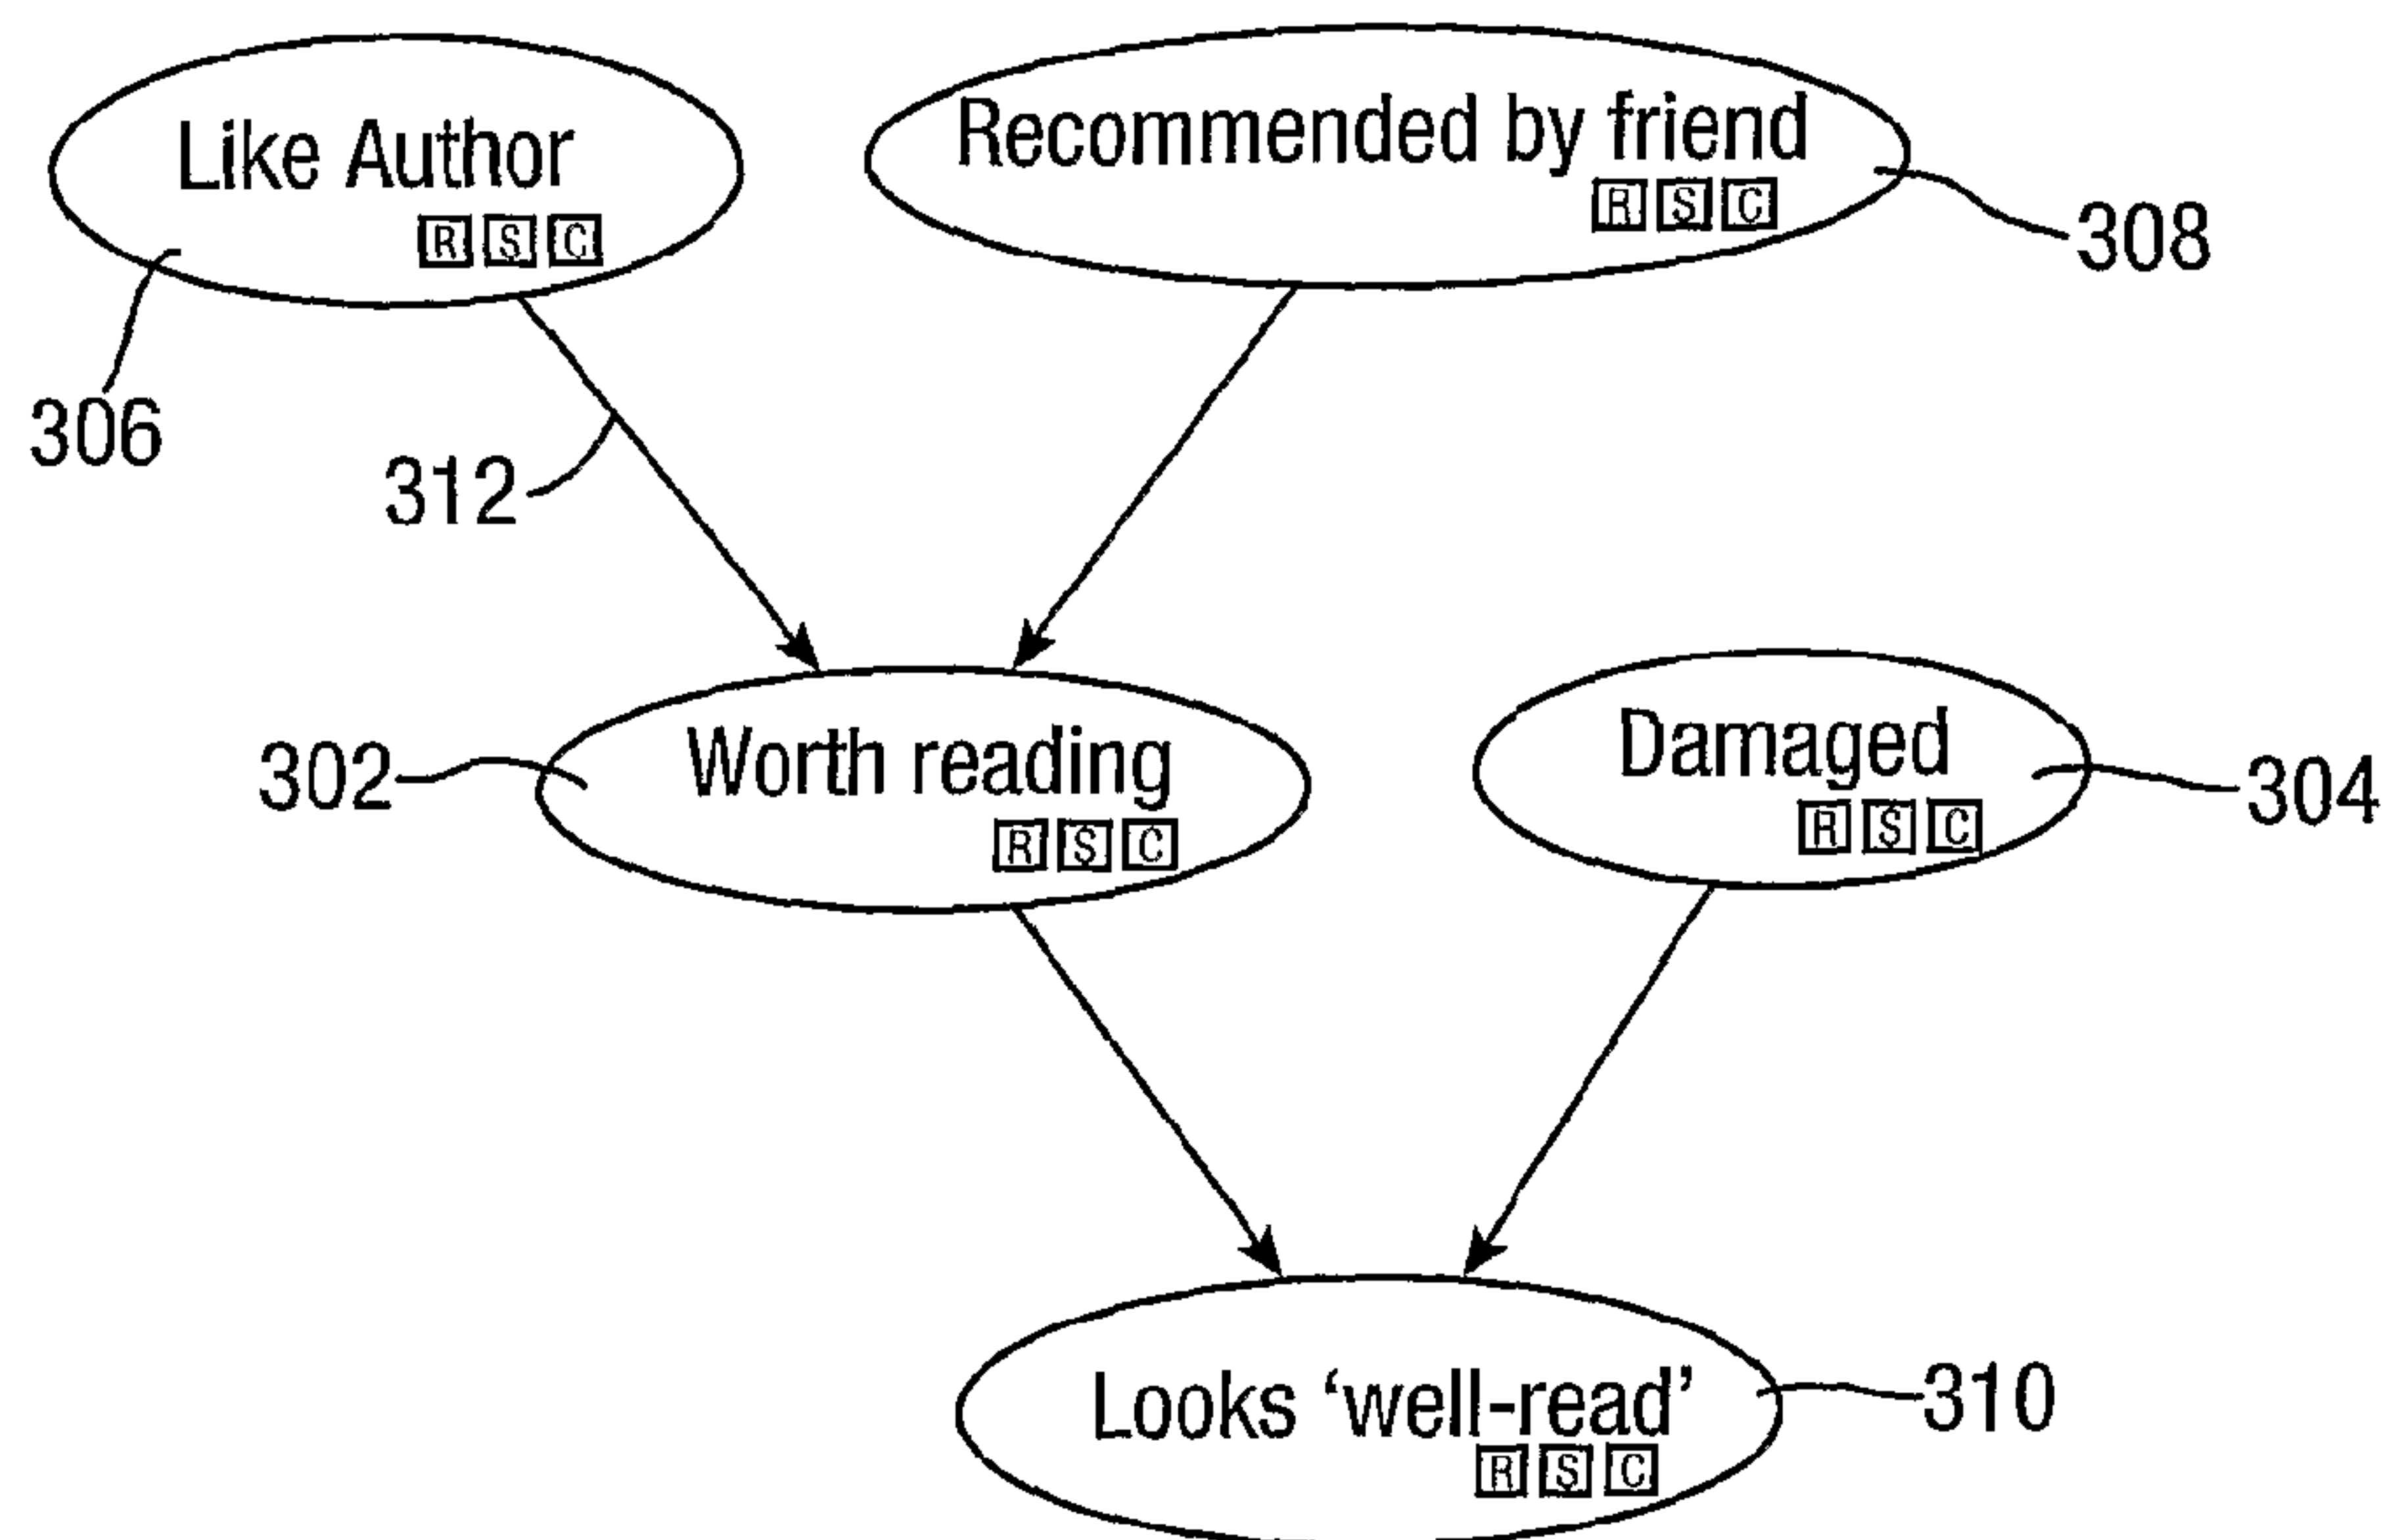 Like Author
R S C
Recommended by friend
R S C
308
306
312
Worth reading
R S C
302
Damaged
R S C
304
Looks ‘well-read’
R S C
310